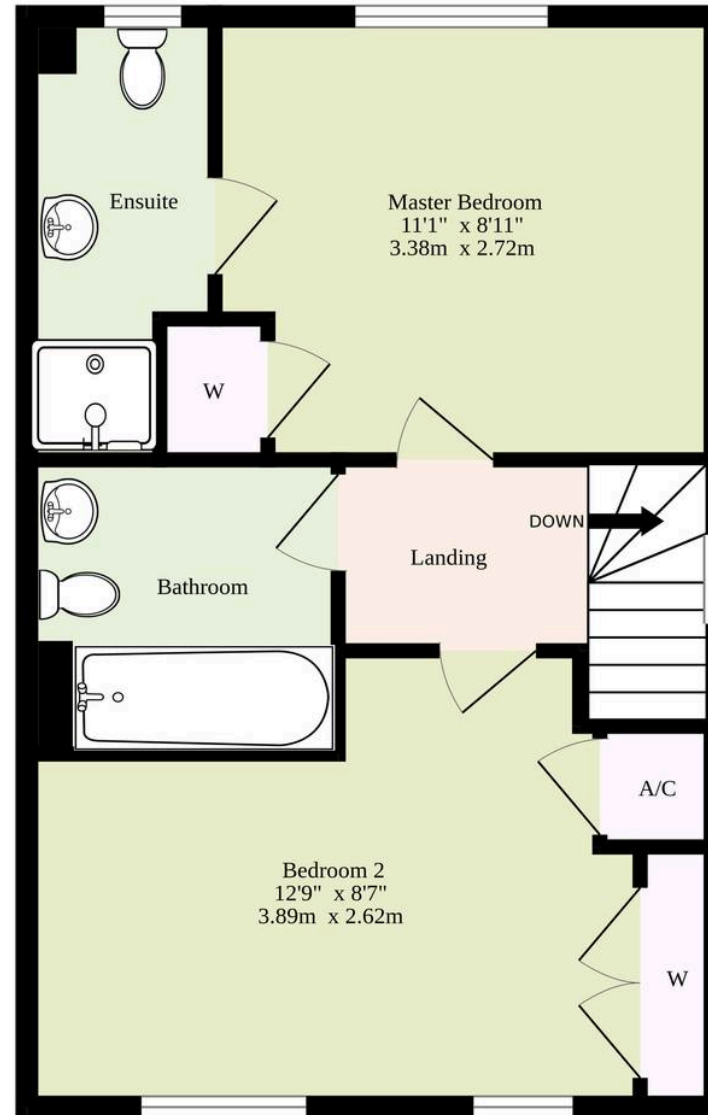 Ensuite
Master Bedroom
11'1" x 8'11"
3.38m x 2.72m
W
DOWN
Landing
Bathroom
A/C
Bedroom 2
12'9" x 8'7"
3.89m x 2.62m
W